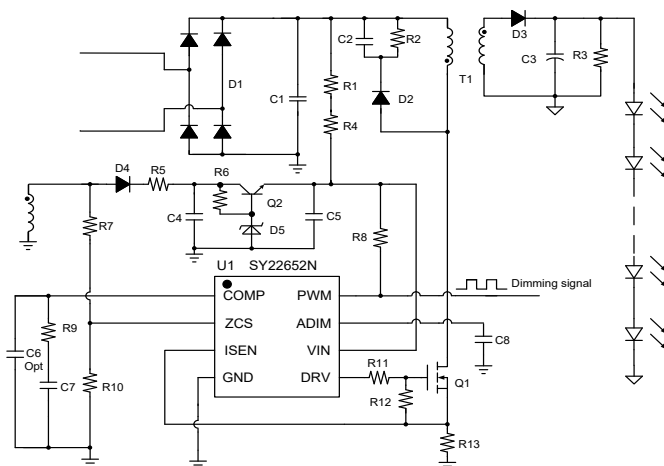 C2
R2
D3
D1
C1
R1
D2
T1
C3
R3
R4
D4
R5
R6
Q2
R7
C4
D5
C5
R8
U1 SY22652N
Dimming signal
COMP
PWM
ZCS
ADIM
ISEN
VIN
GND
DRV
R9
C6
Opt
C7
R10
C8
R11
Q1
R12
R13